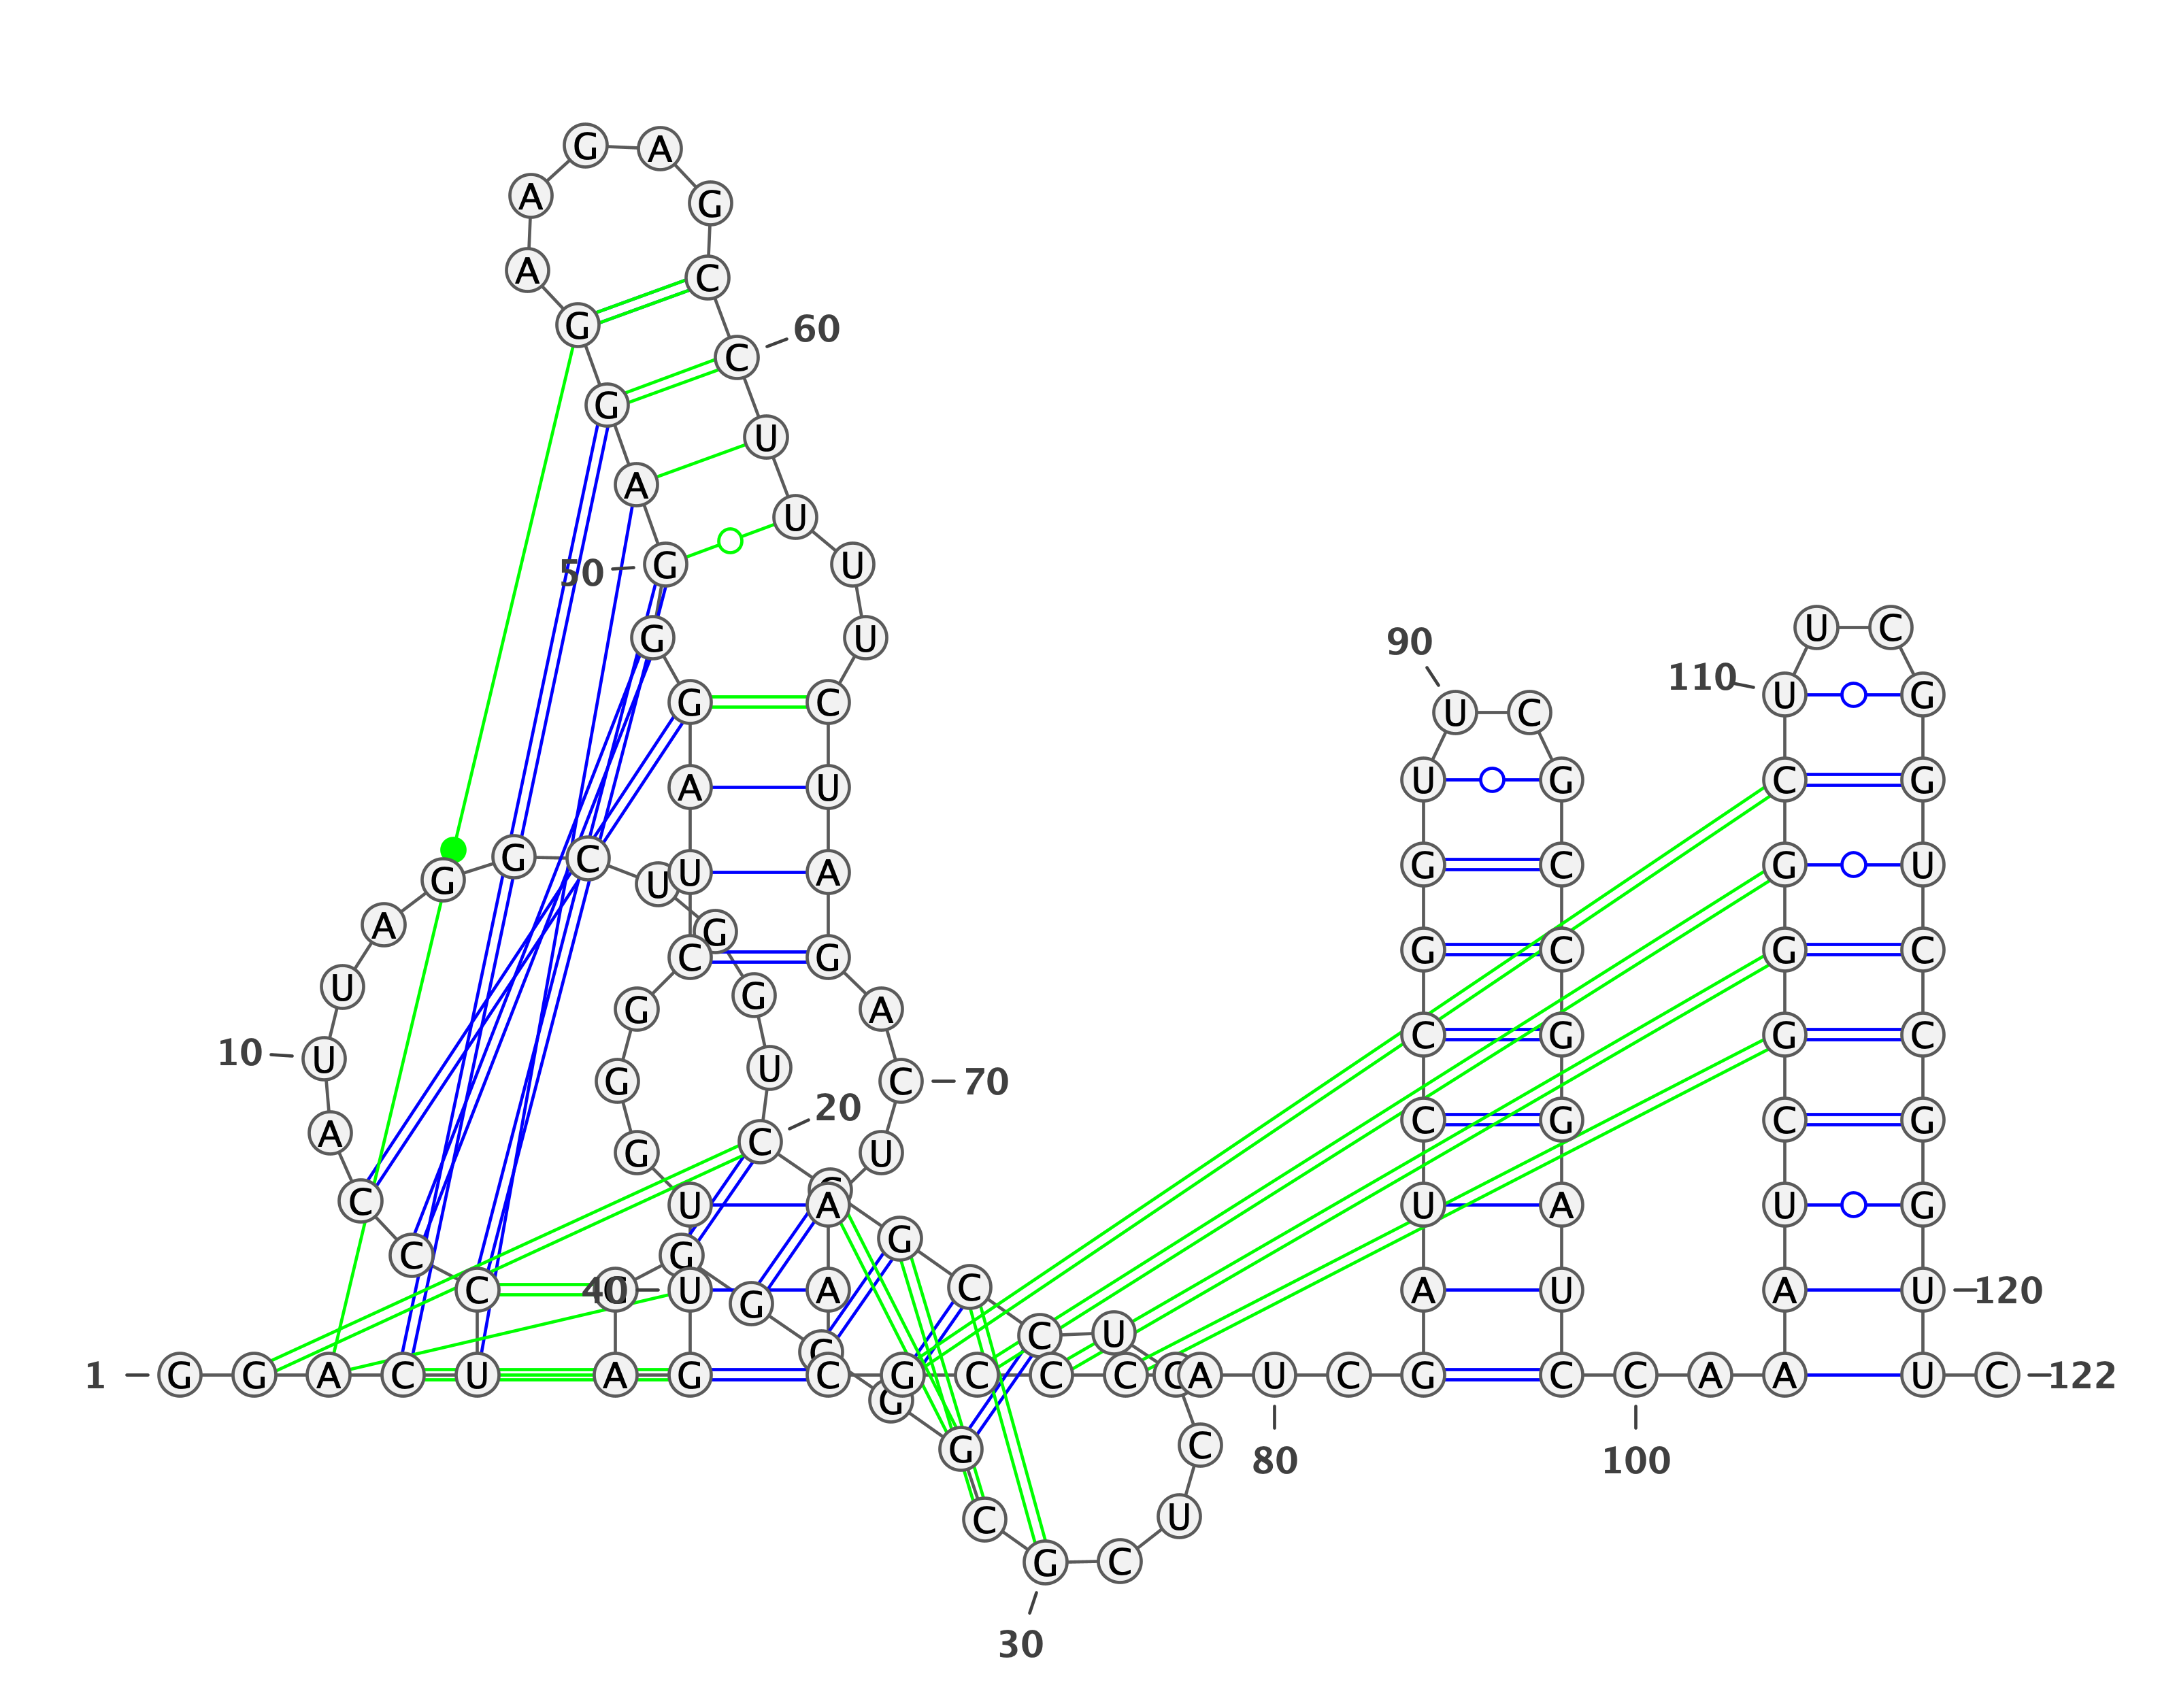 G A
A G
A C
G 60
C
G
U
A
U
50 G U
U C
G U 90
110 U G
G C U C
A U U G C G
G C U U A G C G U
G
A G
C G G C G C
U G G A
10 U G U C 70 C G G C
20
A C G U C G C G
C U A U A U G
C G G
C C 40 U G A C A U A U 120
C C U
1 G G A C U A G C G C C C C A U C G C C A A U C 122
G
G C
80 100
C U
G C
30